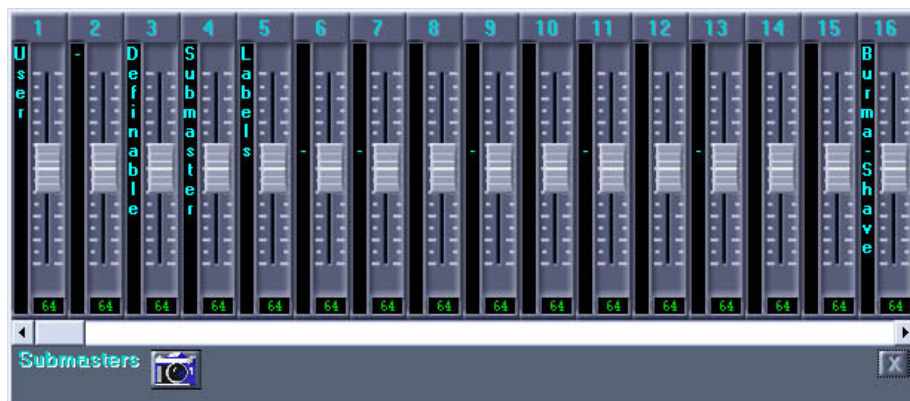 1 2 3 4 5 6 7 8 9 10 11 12 13 14 15 16
User - Definable Submaster Labels - - - - - Burma-Shave
64 64 64 64 64 64 64 64 64 64 64 64 64 64 64 64
Submasters X